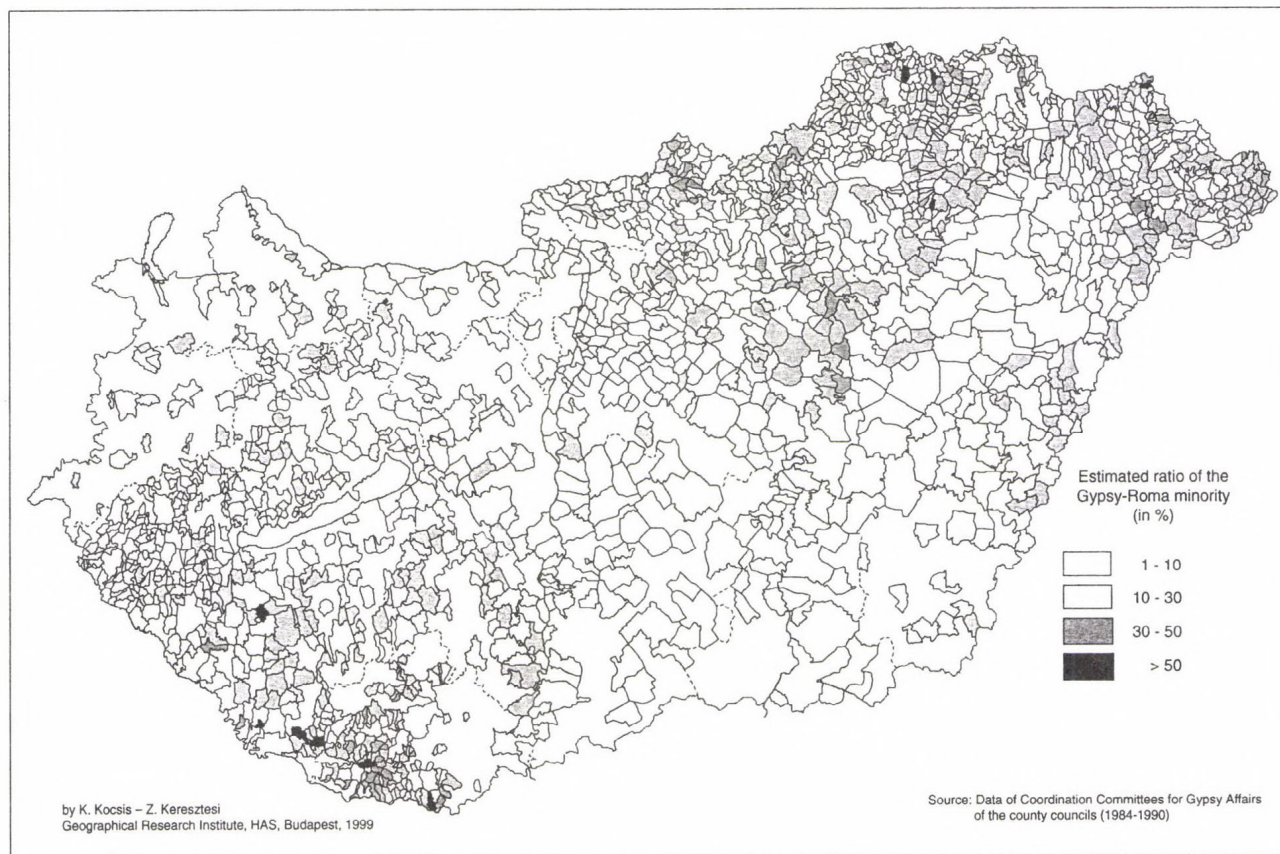 Estimated ratio of the
Gypsy-Roma minority
(in %)
1 - 10
10 - 30
30 - 50
> 50
by K. Kocsis – Z. Keresztesi
Geographical Research Institute, HAS, Budapest, 1999
Source: Data of Coordination Committees for Gypsy Affairs
of the county councils (1984-1990)